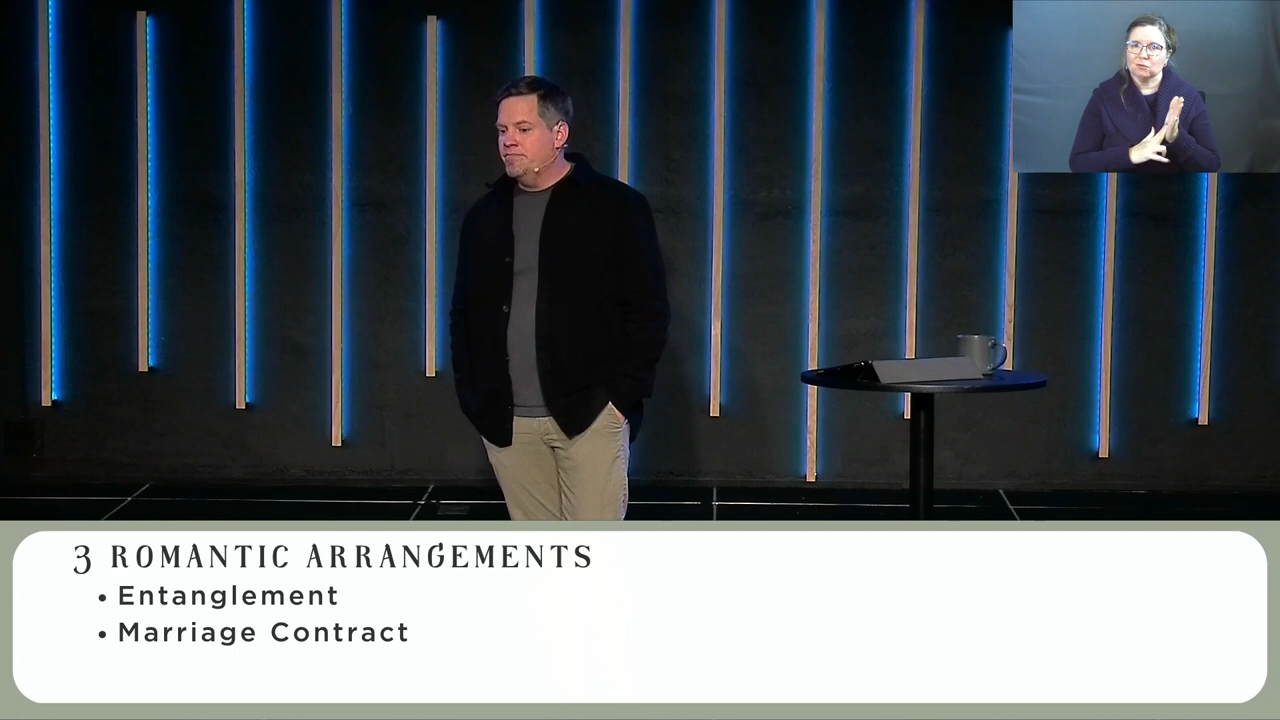 3 ROMANTIC ARRANGEMENTS
• Entanglement
• Marriage Contract